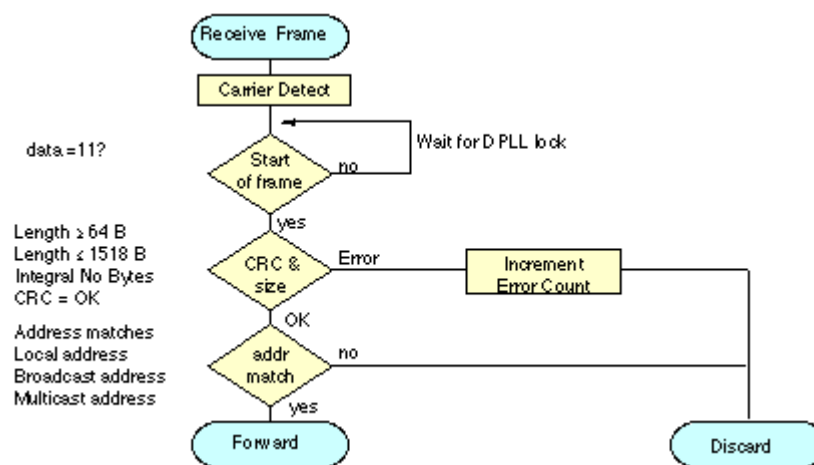 Receive Frame
Carrier Detect
data =11?
Wait for DPLL lock
Start
of frame
no
yes
Length ≥ 64 B
Length ≤ 1518 B
Integral No Bytes
CRC = OK
CRC &
size
Error
Increment
Error Count
OK
Address matches
Local address
Broadcast address
Multicast address
addr
match
no
yes
Forward
Discard